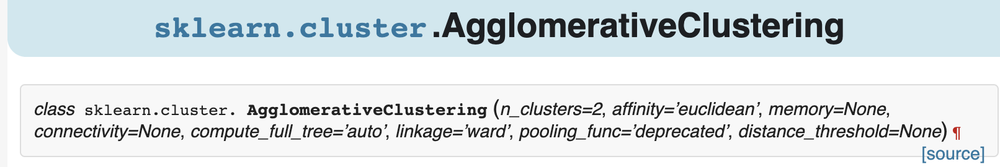 sklearn.cluster.AgglomerativeClustering
class sklearn.cluster. AgglomerativeClustering (n_clusters=2, affinity=’euclidean’, memory=None,
connectivity=None, compute_full_tree=’auto’, linkage=’ward’, pooling_func=’deprecated’, distance_threshold=None) ¶
[source]